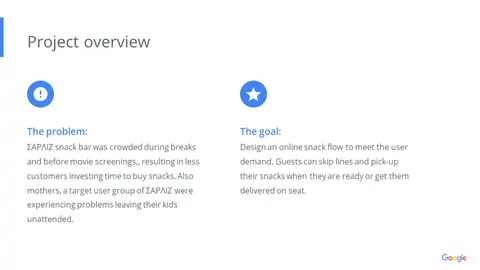 Project overview
The problem:
ΣΑΡΛΙΖ snack bar was crowded during breaks
and before movie screenings,, resulting in less
customers investing time to buy snacks. Also
mothers, a target user group of ΣΑΡΛΙΖ were
experiencing problems leaving their kids
unattended.
The goal:
Design an online snack flow to meet the user
demand. Guests can skip lines and pick-up
their snacks when they are ready or get them
delivered on seat.
Google